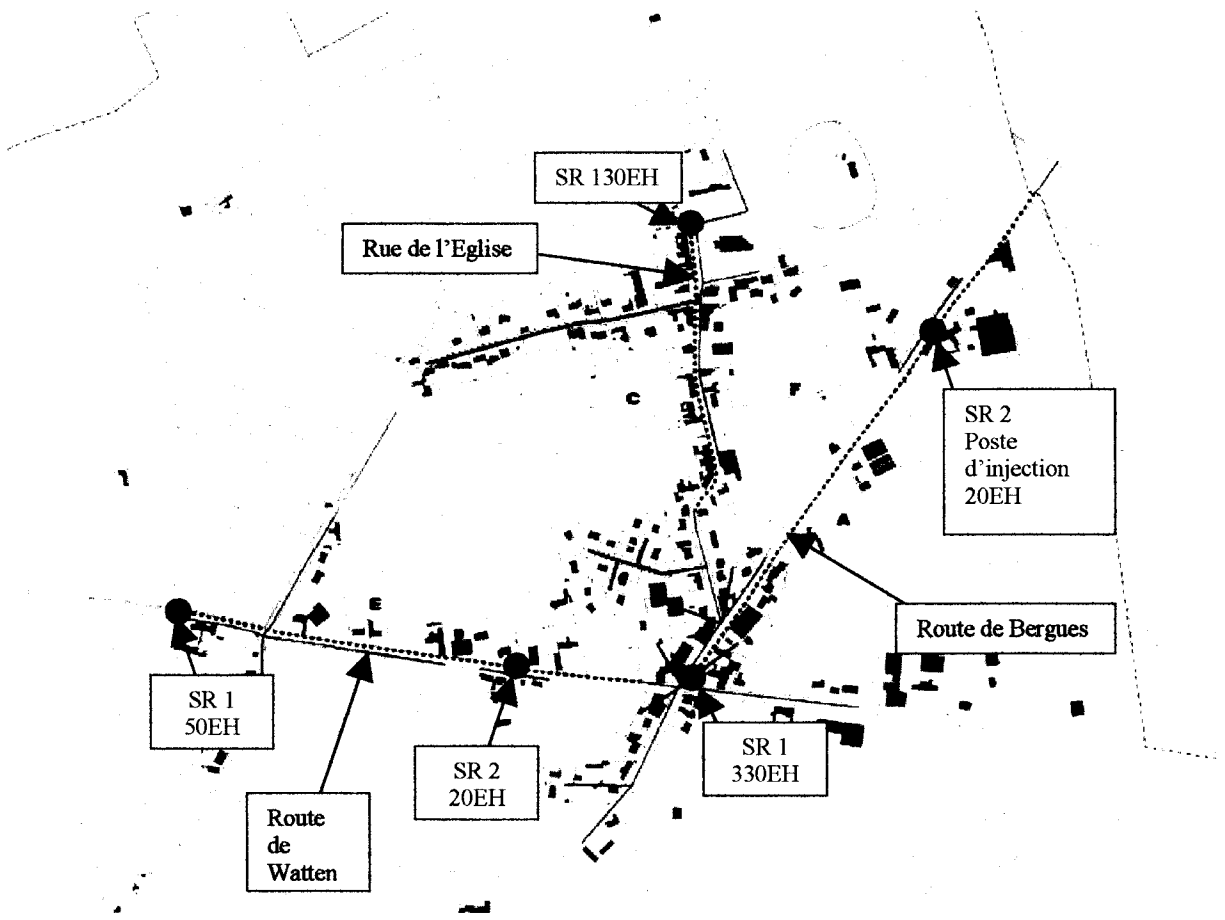 SR 130EH
Rue de l'Eglise
C
F
SR 2
Poste
d'injection
20EH
A
E
Route de Bergues
SR 1
50EH
SR 2
20EH
SR 1
330EH
Route
de
Watten